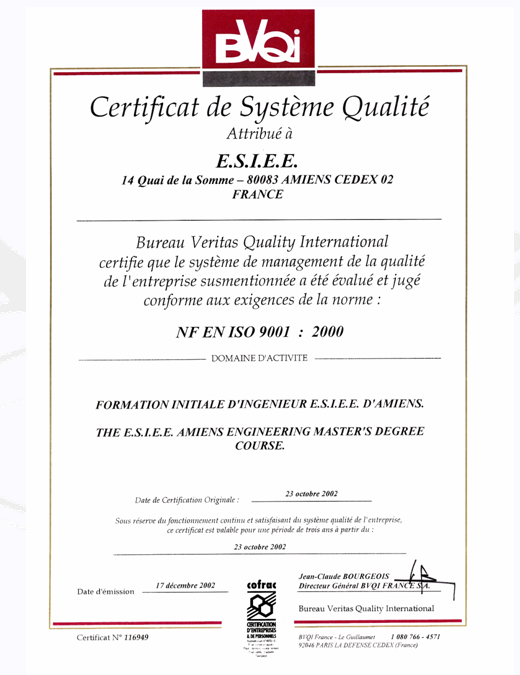 BVQi
Certificat de Système Qualité
Attribué à
E.S.I.E.E.
14 Quai de la Somme – 80083 AMIENS CEDEX 02
FRANCE
Bureau Veritas Quality International
certifie que le système de management de la qualité
de l'entreprise susmentionnée a été évalué et jugé
conforme aux exigences de la norme :
NF EN ISO 9001 : 2000
DOMAINE D'ACTIVITE
FORMATION INITIALE D'INGENIEUR E.S.I.E.E. D'AMIENS.
THE E.S.I.E.E. AMIENS ENGINEERING MASTER'S DEGREE
COURSE.
Date de Certification Originale : 23 octobre 2002
Sous réserve du fonctionnement continu et satisfaisant du système qualité de l'entreprise,
ce certificat est valable pour une période de trois ans à partir du :
23 octobre 2002
Date d'émission 17 décembre 2002
cofrac
CERTIFICATION
D'ENTREPRISES
& DE PERSONNELS
Jean-Claude BOURGEOIS
Directeur Général BVQI FRANCE S.A.
Bureau Veritas Quality International
Certificat N° 116949
BVQI France - Le Guillaumet 1 080 766 - 4571
92046 PARIS LA DEFENSE CEDEX (France)